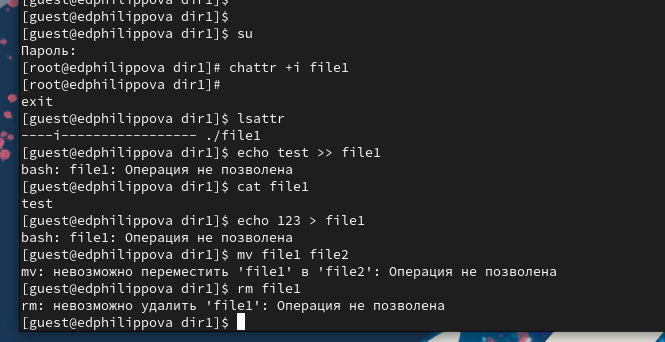 [guest@edphilippova dir1]$
[guest@edphilippova dir1]$
[guest@edphilippova dir1]$ su
Пароль:
[root@edphilippova dir1]# chattr +i file1
[root@edphilippova dir1]#
exit
[guest@edphilippova dir1]$ lsattr
----i----------------- ./file1
[guest@edphilippova dir1]$ echo test >> file1
bash: file1: Операция не позволена
[guest@edphilippova dir1]$ cat file1
test
[guest@edphilippova dir1]$ echo 123 > file1
bash: file1: Операция не позволена
[guest@edphilippova dir1]$ mv file1 file2
mv: невозможно переместить 'file1' в 'file2': Операция не позволена
[guest@edphilippova dir1]$ rm file1
rm: невозможно удалить 'file1': Операция не позволена
[guest@edphilippova dir1]$